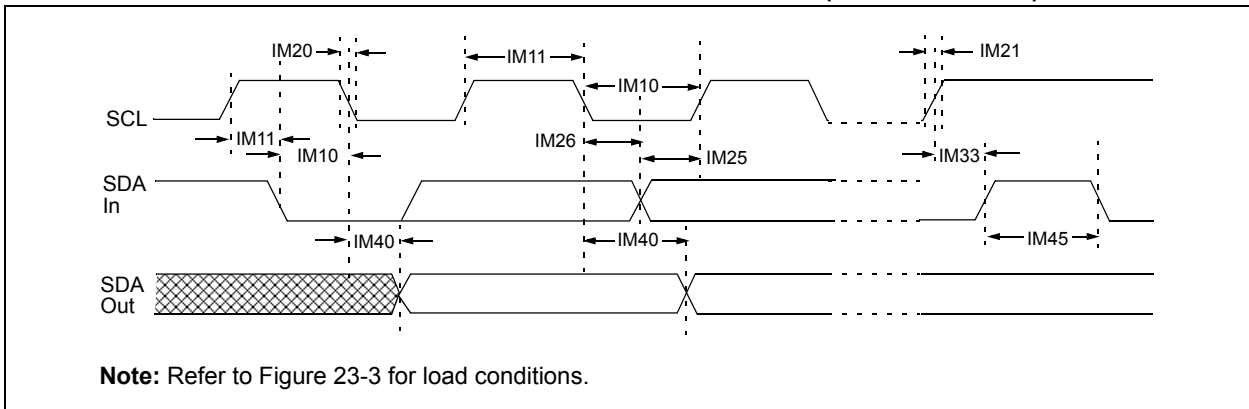 IM20
IM11
IM21
IM10
SCL
IM11
IM26
IM10
IM25
IM33
SDA
In
IM40
IM40
IM45
SDA
Out
Note: Refer to Figure 23-3 for load conditions.